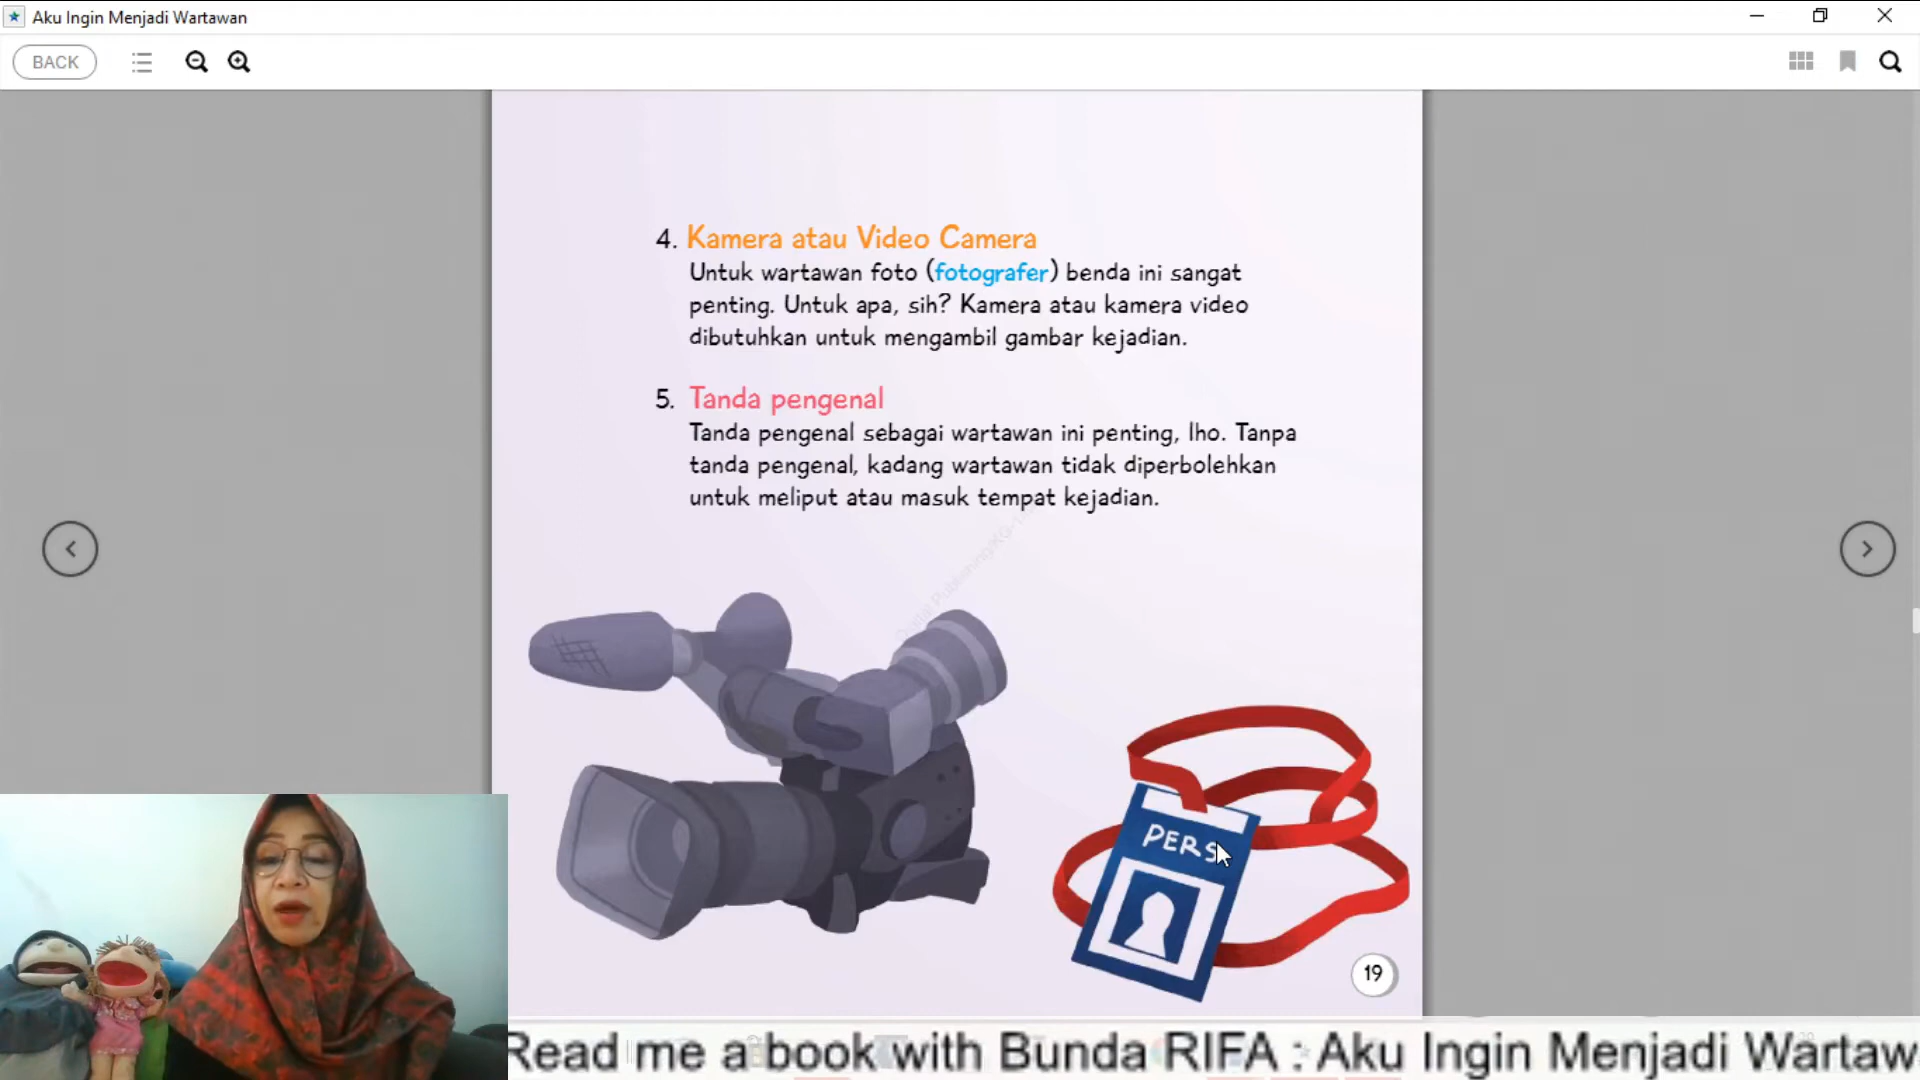 Aku Ingin Menjadi Wartawan
BACK
4. Kamera atau Video Camera
Untuk wartawan foto (fotografer) benda ini sangat
penting. Untuk apa, sih? Kamera atau kamera video
dibutuhkan untuk mengambil gambar kejadian.
5. Tanda pengenal
Tanda pengenal sebagai wartawan ini penting, lho. Tanpa
tanda pengenal, kadang wartawan tidak diperbolehkan
untuk meliput atau masuk tempat kejadian.
PERS
19
Read me a book with Bunda RIFA : Aku Ingin Menjadi Wartaw